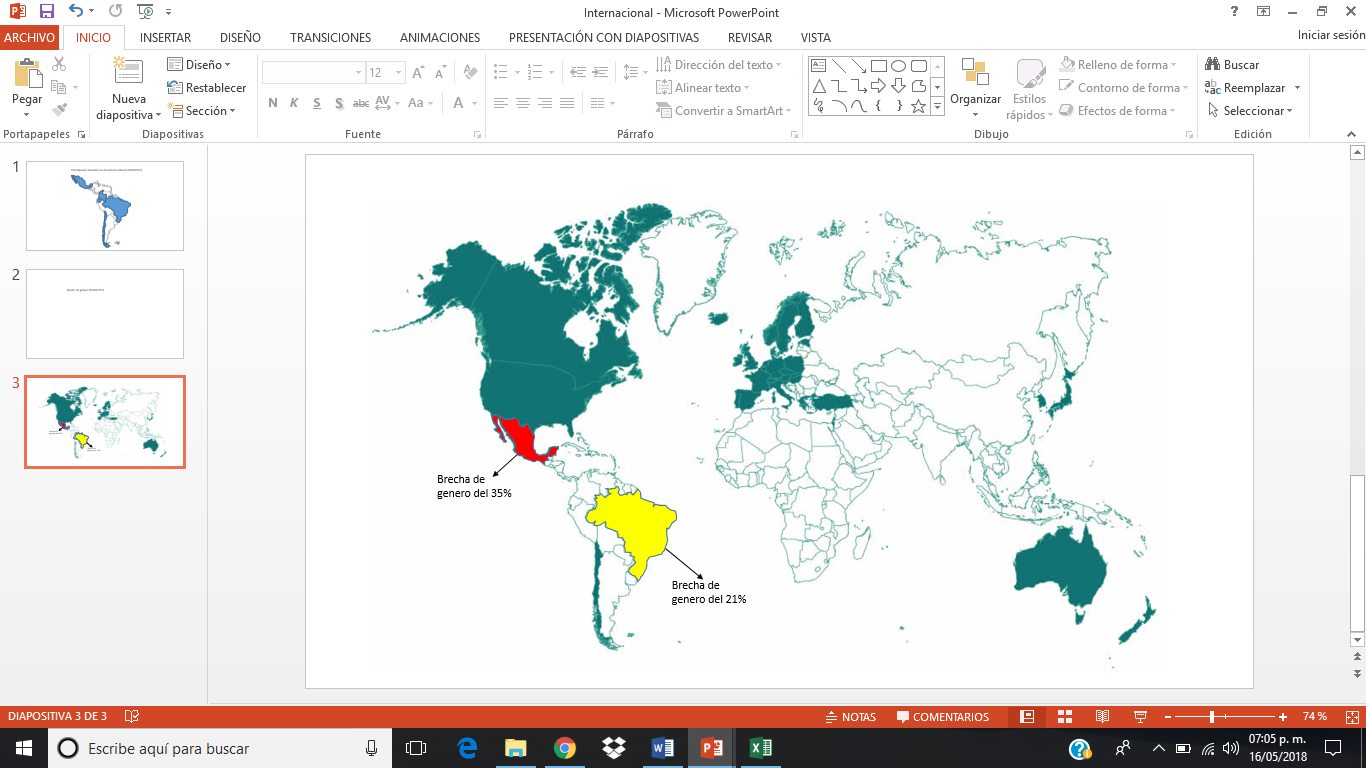 Internacional - Microsoft PowerPoint
?
ARCHIVO INICIO INSERTAR DISEÑO TRANSICIONES ANIMACIONES PRESENTACIÓN CON DIAPOSITIVAS REVISAR VISTA Iniciar sesión
Pegar
Portapapeles
Nueva
diapositiva
Diseño
Restablecer
Sección
Diapositivas
12
N K S S abc AV Aa A
Fuente
Dirección del texto
Alinear texto
Convertir a SmartArt
Párrafo
Organizar
Estilos
rápidos
Relleno de forma
Contorno de forma
Efectos de forma
Dibujo
Buscar
Reemplazar
Seleccionar
Edición
1
2
3
Brecha de
genero del 35%
Brecha de
genero del 21%
DIAPOSITIVA 3 DE 3
NOTAS
COMENTARIOS
74 %
Escribe aquí para buscar
07:05 p. m.
16/05/2018